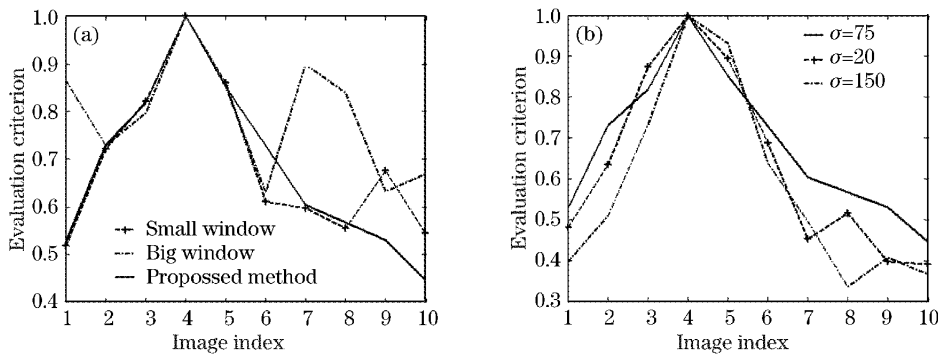 (a)
Evaluation criterion
1.0
0.9
0.8
0.7
0.6
0.5
0.4
Small window
Big window
Propossed method
1 2 3 4 5 6 7 8 9 10
Image index
(b)
Evaluation criterion
1.0
0.9
0.8
0.7
0.6
0.5
0.4
0.3
σ=75
σ=20
σ=150
1 2 3 4 5 6 7 8 9 10
Image index